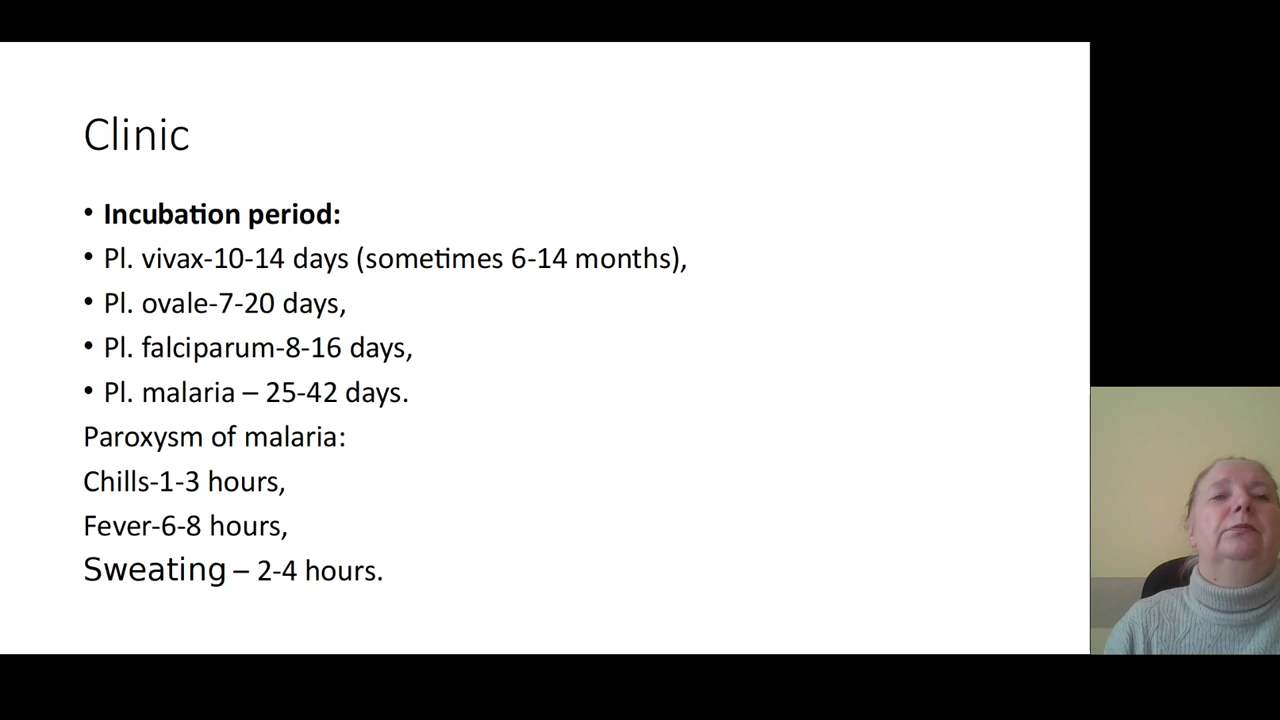 Clinic
• Incubation period:
• Pl. vivax-10-14 days (sometimes 6-14 months),
• Pl. ovale-7-20 days,
• Pl. falciparum-8-16 days,
• Pl. malaria – 25-42 days.
Paroxysm of malaria:
Chills-1-3 hours,
Fever-6-8 hours,
Sweating – 2-4 hours.